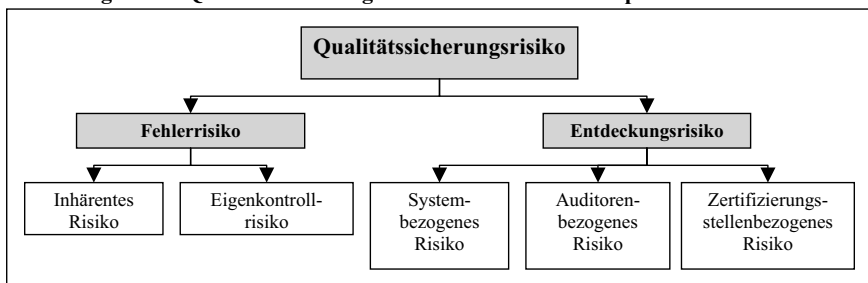 Qualitätssicherungsrisiko
Fehlerrisiko
Entdeckungsrisiko
Inhärentes
Risiko
Eigenkontroll-
risiko
System-
bezogenes
Risiko
Auditoren-
bezogenes
Risiko
Zertifizierungs-
stellenbezogenes
Risiko